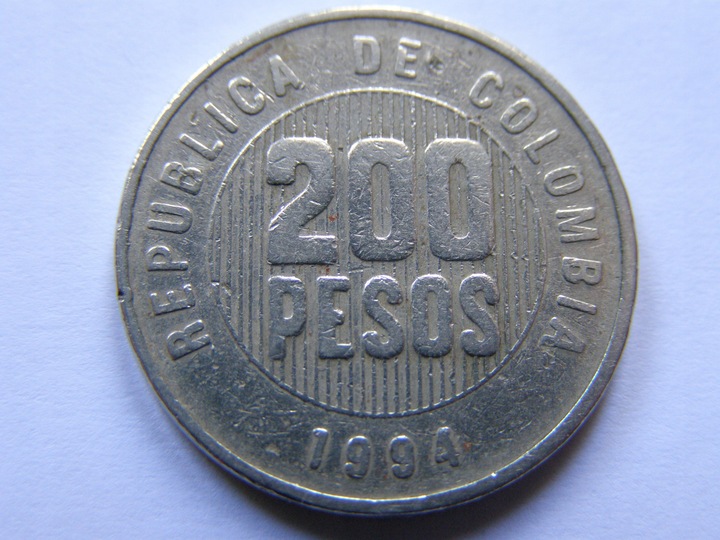 REPUBLICA DE COLOMBIA
200
PESOS
1994